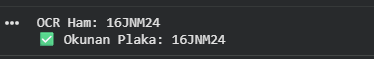 ••• OCR Ham: 16JNM24
✅ Okunan Plaka: 16JNM24